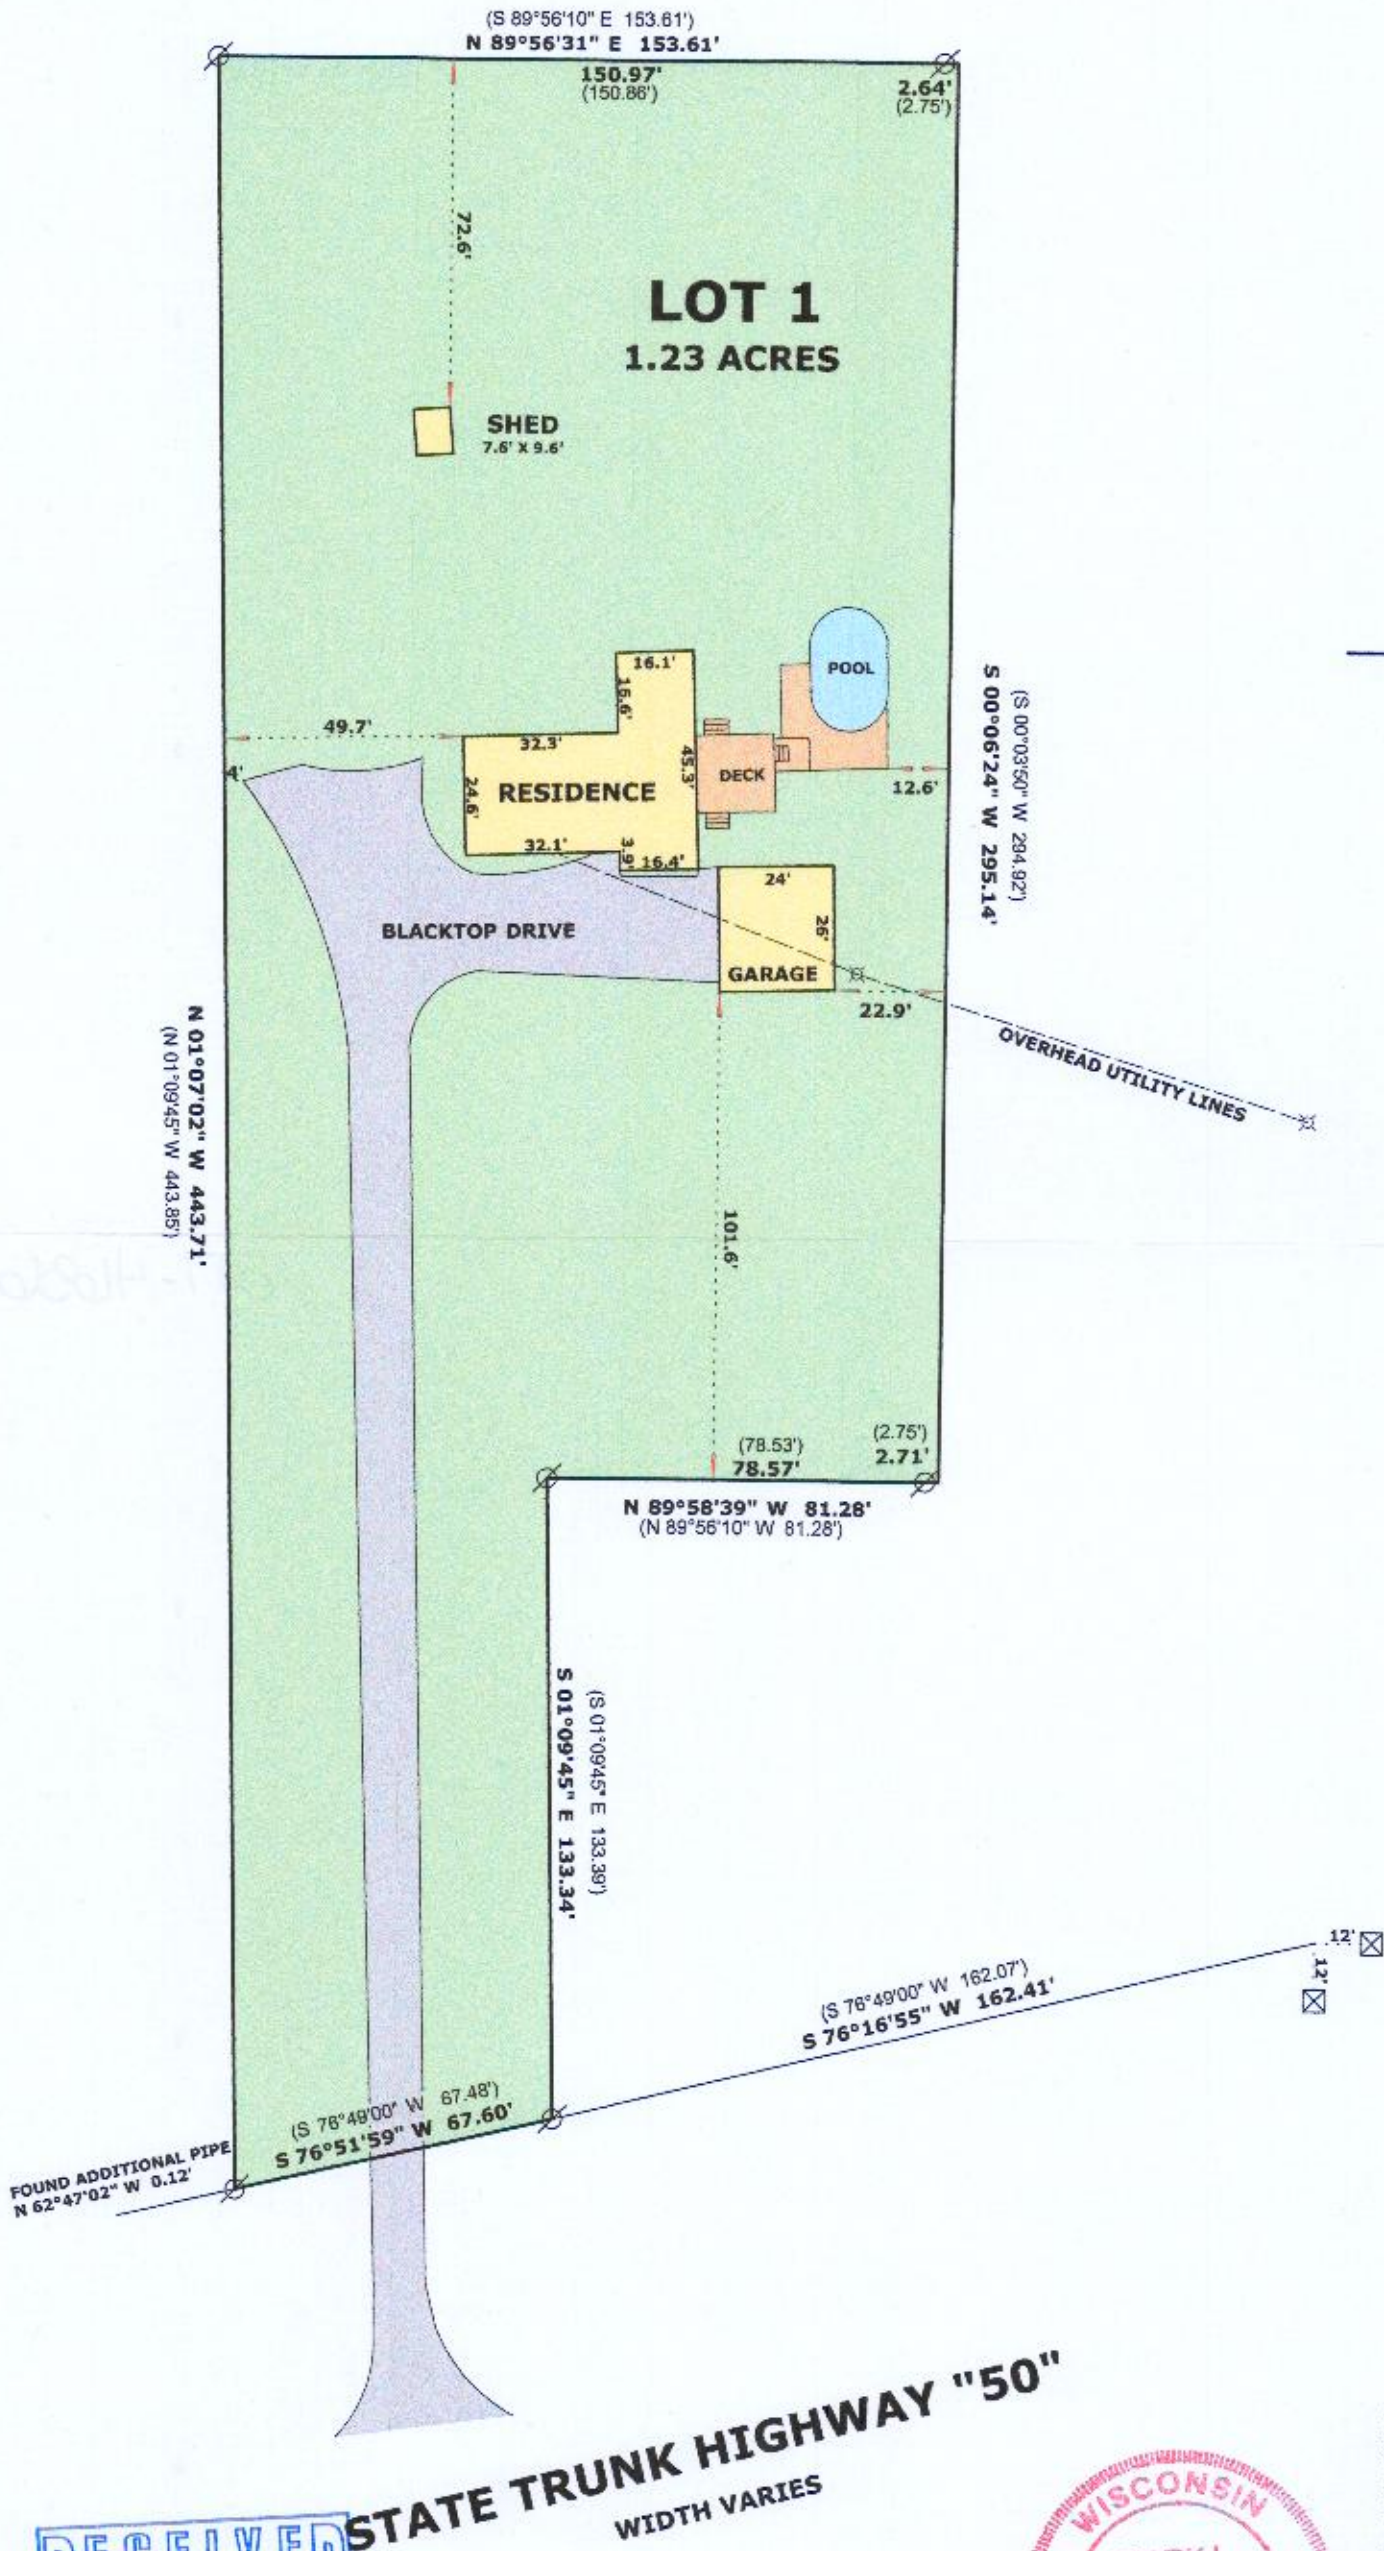 (S 89°56'10" E 153.61')
N 89°56'31" E 153.61'
150.97'
(150.86')
2.64'
(2.75')
72.6'
LOT 1
1.23 ACRES
SHED
7.6' X 9.6'
POOL
16.1'
15.6'
49.7'
32.3'
45.3'
DECK
4'
24.6'
RESIDENCE
12.6'
S 00°06'24" W 295.14'
(S 00°03'50" W 294.92')
32.1'
3.9'
16.4'
24'
26'
BLACKTOP DRIVE
GARAGE
22.9'
OVERHEAD UTILITY LINES
N 01°07'02" W 443.71'
(N 01°09'45" W 443.85')
101.6'
(78.53')
78.57'
(2.75')
2.71'
N 89°58'39" W 81.28'
(N 89°56'10" W 81.28')
S 01°09'45" E 133.34'
(S 01°09'45" E 133.39')
12'
12'
(S 76°49'00" W 162.07')
S 76°16'55" W 162.41'
(S 76°49'00" W 67.48')
S 76°51'59" W 67.60'
FOUND ADDITIONAL PIPE
N 62°47'02" W 0.12'
STATE TRUNK HIGHWAY "50"
WIDTH VARIES
RECEIVED
WISCONSIN